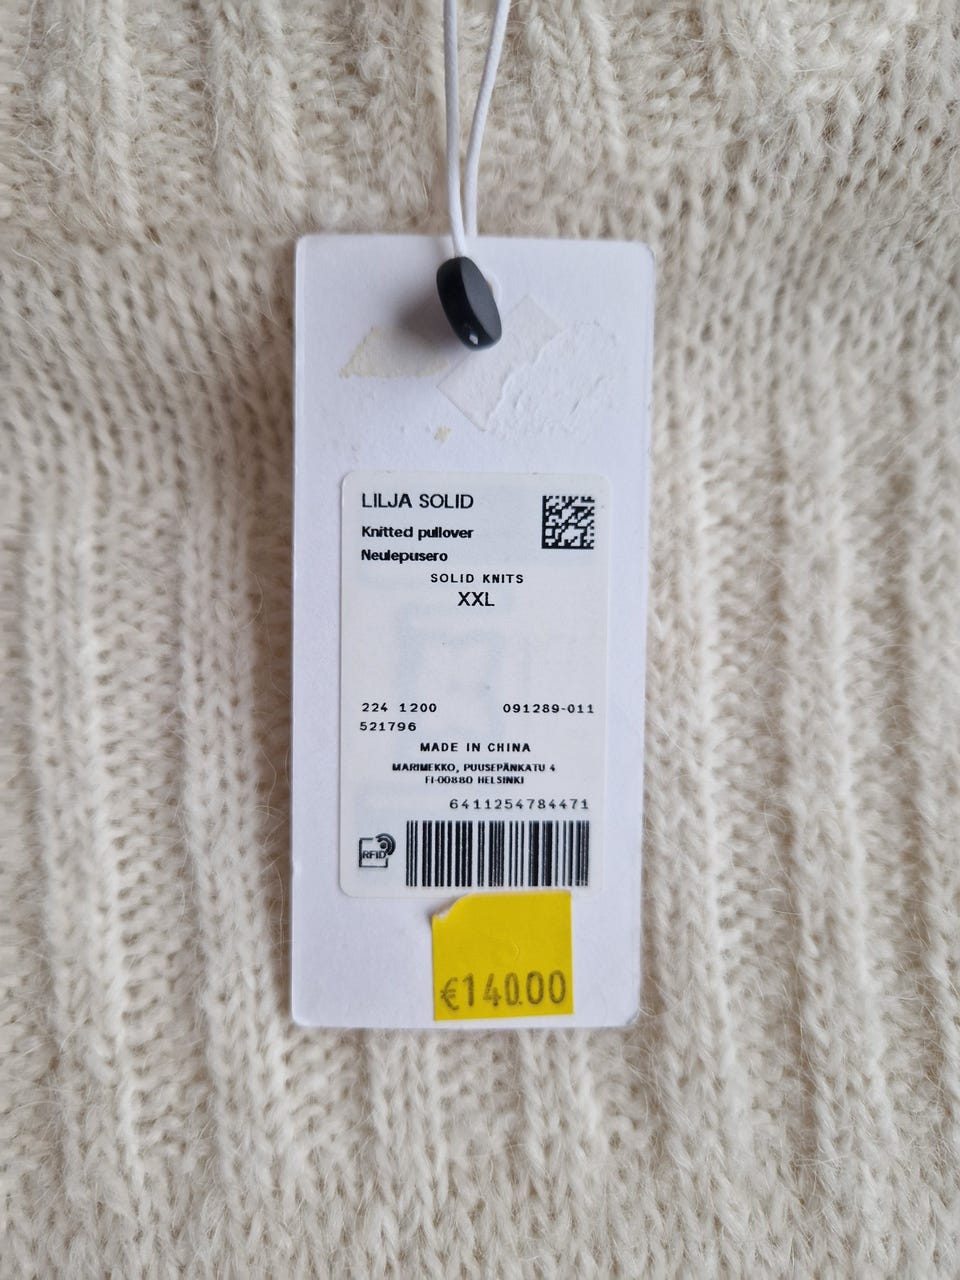 LILJA SOLID
Knitted pullover
Neulepusero
SOLID KNITS
XXL
224 1200 091289-011
521796
MADE IN CHINA
MARIMEKKO, PUUSEPÄNKATU 4
FI-00880 HELSINKI
6411254784471
RFID
€140.00